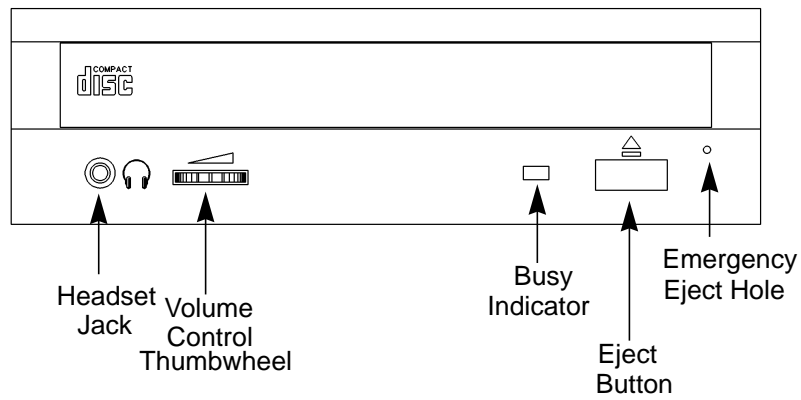 COMPACT
disc
Headset
Jack
Volume
Control
Thumbwheel
Busy
Indicator
Eject
Button
Emergency
Eject Hole